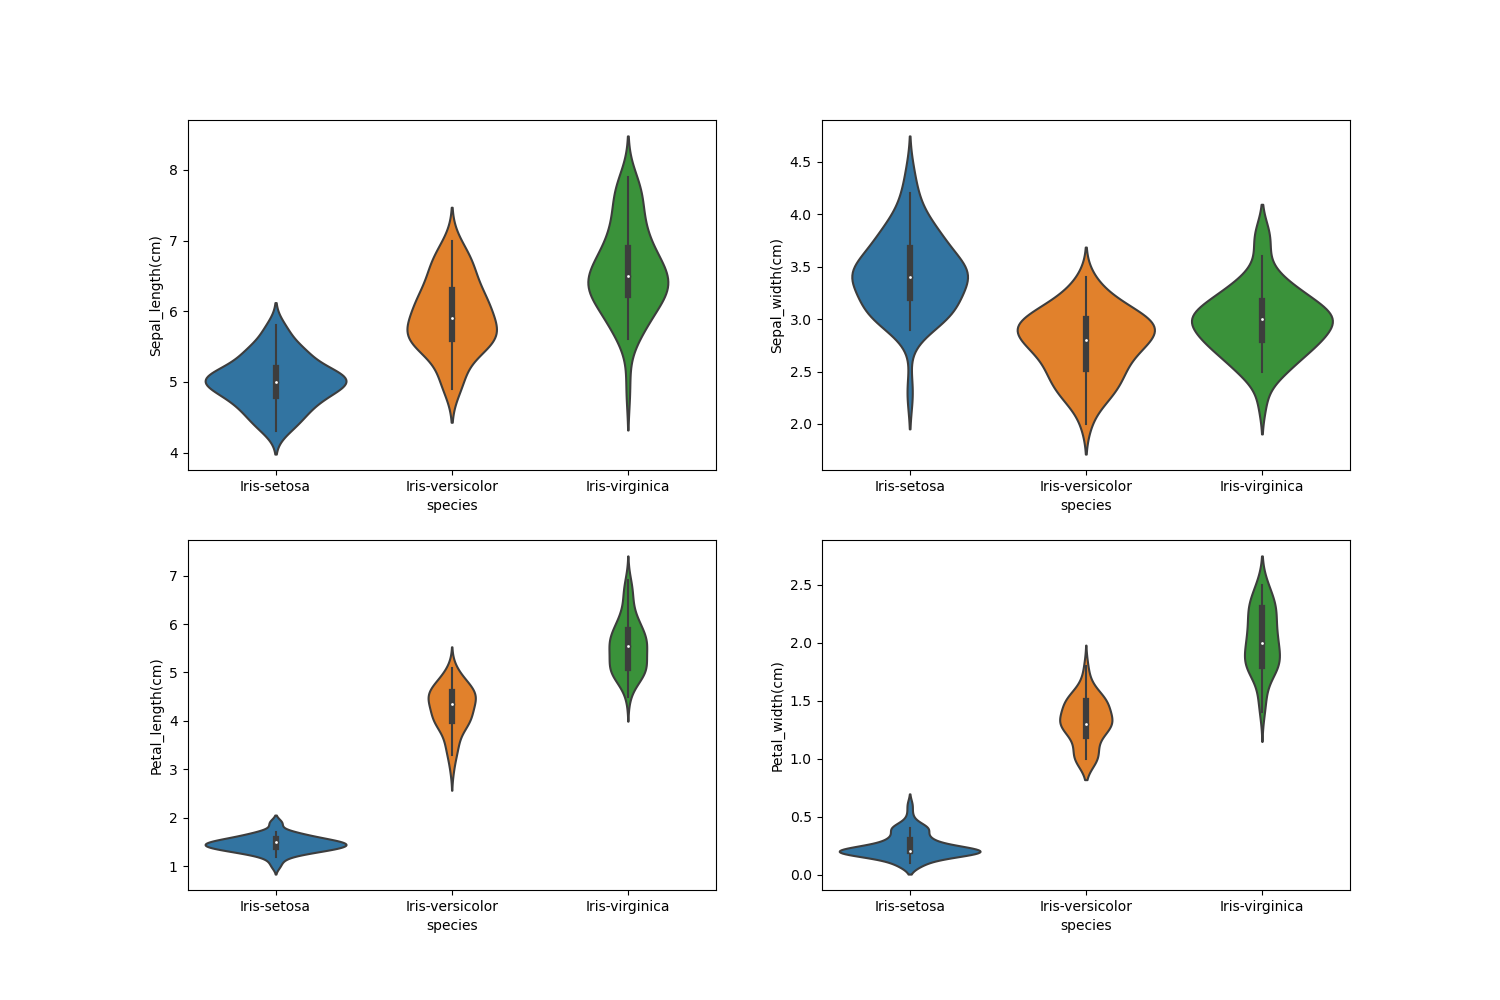 8
7
6
5
4
Sepal_length(cm)
Iris-setosa Iris-versicolor Iris-virginica
species
4.5
4.0
3.5
3.0
2.5
2.0
Sepal_width(cm)
Iris-setosa Iris-versicolor Iris-virginica
species
7
6
5
4
3
2
1
Petal_length(cm)
Iris-setosa Iris-versicolor Iris-virginica
species
2.5
2.0
1.5
1.0
0.5
0.0
Petal_width(cm)
Iris-setosa Iris-versicolor Iris-virginica
species